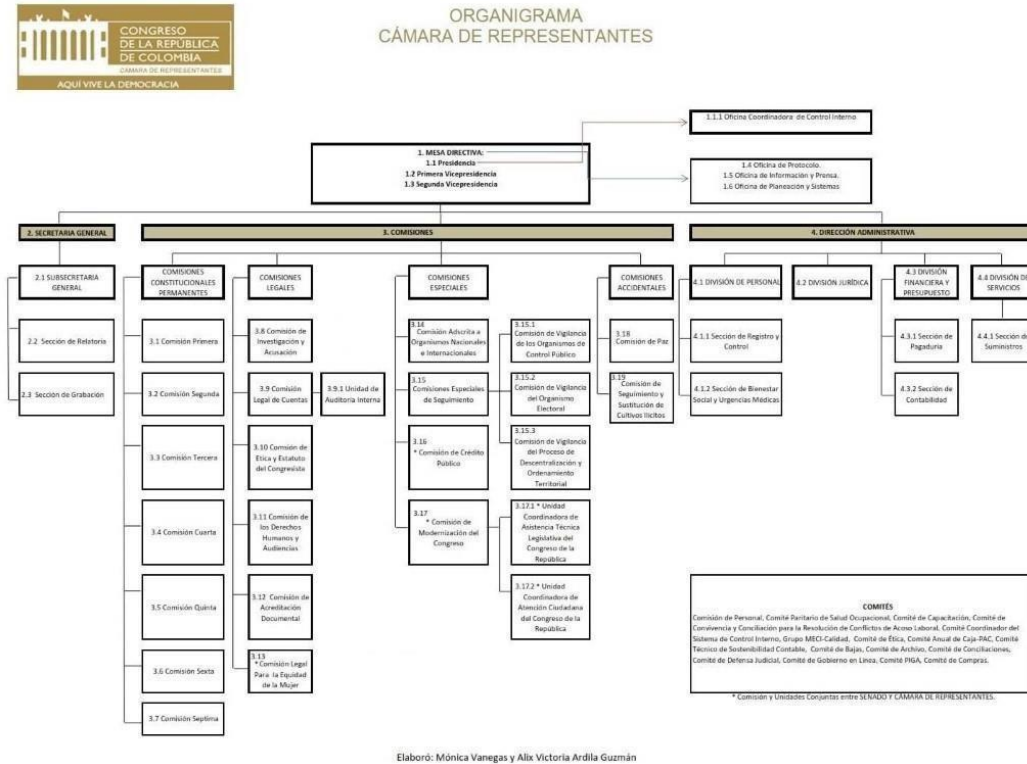 CONGRESO
DE LA REPÚBLICA
DE COLOMBIA
CÁMARA DE REPRESENTANTES
AQUÍ VIVE LA DEMOCRACIA
ORGANIGRAMA
CÁMARA DE REPRESENTANTES
1.1.1 Oficina Coordinadora de Control Interno
1. MESA DIRECTIVA:
1.1 Presidencia
1.2 Primera Vicepresidencia
1.3 Segunda Vicepresidencia
1.4 Oficina de Protocolo.
1.5 Oficina de Información y Prensa.
1.6 Oficina de Planeación y Sistemas
2. SECRETARIA GENERAL
3. COMISIONES
4. DIRECCIÓN ADMINISTRATIVA
2.1 SUBSECRETARIA
GENERAL
2.2 Sección de Relatoria
2.3 Sección de Grabación
COMISIONES
CONSTITUCIONALES
PERMANENTES
3.1 Comisión Primera
3.2 Comisión Segunda
3.3 Comisión Tercera
3.4 Comisión Cuarta
3.5 Comisión Quinta
3.6 Comisión Sexta
3.7 Comisión Septima
COMISIONES
LEGALES
3.8 Comisión de
Investigación y
Acusación
3.9 Comisión
Legal de Cuentas
3.9.1 Unidad de
Auditoria Interna
3.10 Comsión de
Etica y Estatuto
del Congresista
3.11 Comisión de
los Derechos
Humanos y
Audiencias
3.12 Comisión de
Acreditación
Documental
3.13
* Comisión Legal
Para la Equidad
de la Mujer
COMISIONES
ESPECIALES
3.14
Comisión Adscrita a
Organismos Nacionales
e Internacionales
3.15
Comisiones Especiales
de Seguimiento
3.16
* Comisión de Crédito
Público
3.17
* Comisión de
Modernización del
Congreso
3.15.1
Comisión de Vigilancia
de los Organismos de
Control Público
3.15.2
Comisión de Vigilancia
del Organismo
Electoral
3.15.3
Comisión de Vigilancia
del Proceso de
Descentralización y
Ordenamiento
Territorial
3.17.1 * Unidad
Coordinadora de
Asistencia Técnica
Legislativa del
Congreso de la
República
3.17.2 * Unidad
Coordinadora de
Atención Ciudadana
del Congreso de la
República
COMISIONES
ACCIDENTALES
3.18
Comisión de Paz
3.19
Comisión de
Seguimiento y
Sustitución de
Cultivos Ilicitos
4.1 DIVISIÓN DE PERSONAL
4.1.1 Sección de Registro y
Control
4.1.2 Sección de Bienestar
Social y Urgencias Médicas
4.2 DIVISIÓN JURÍDICA
4.3 DIVISIÓN
FINANCIERA Y
PRESUPUESTO
4.3.1 Sección de
Pagaduria
4.3.2 Sección de
Contabilidad
4.4 DIVISIÓN DE
SERVICIOS
4.4.1 Sección de
Suministros
COMITÉS
Comisión de Personal, Comité Paritario de Salud Ocupacional, Comité de Capacitación, Comité de
Convivencia y Conciliación para la Resolución de Conflictos de Acoso Laboral, Comité Coordinador del
Sistema de Control Interno, Grupo MECI-Calidad, Comité de Ética, Comité Anual de Caja-PAC, Comité
Técnico de Sostenibilidad Contable, Comité de Bajas, Comité de Archivo, Comité de Conciliaciones,
Comité de Defensa Judicial, Comité de Gobierno en Linea, Comité PIGA, Comité de Compras.
* Comisión y Unidades Conjuntas entre SENADO Y CÁMARA DE REPRESENTANTES.
Elaboró: Mónica Vanegas y Alix Victoria Ardila Guzmán